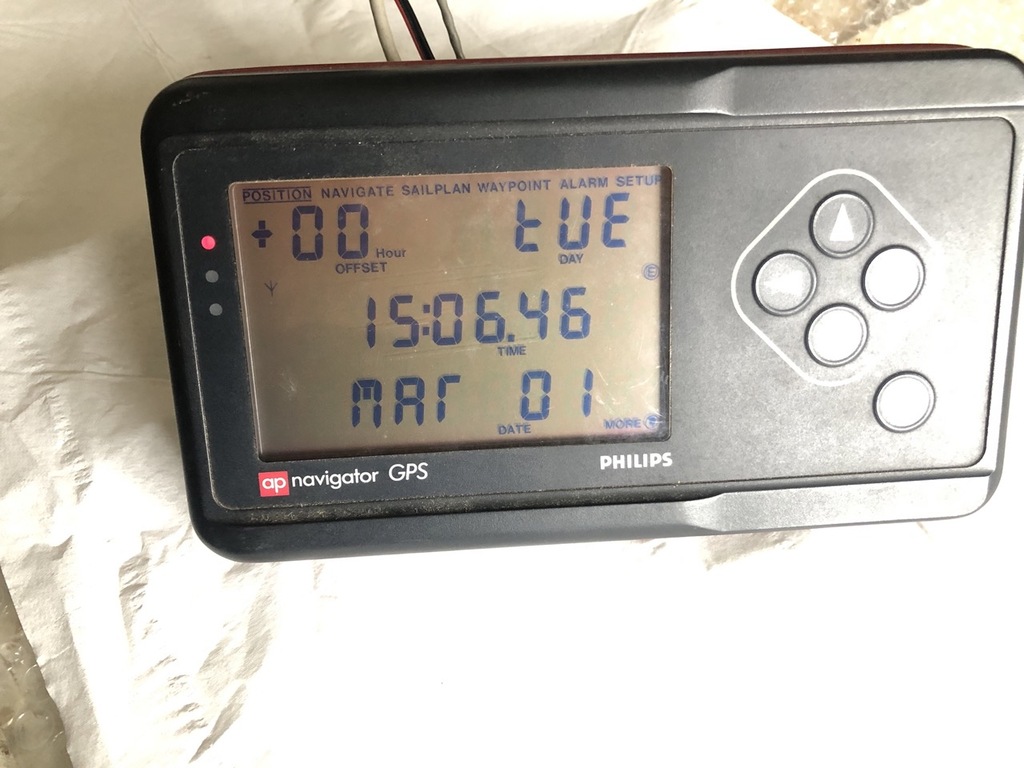 POSITION NAVIGATE SAILPLAN WAYPOINT ALARM SETUP
+00 Hour tUE
OFFSET DAY
E
15:06.46
TIME
MAr 01
DATE MORE E
ap navigator GPS PHILIPS